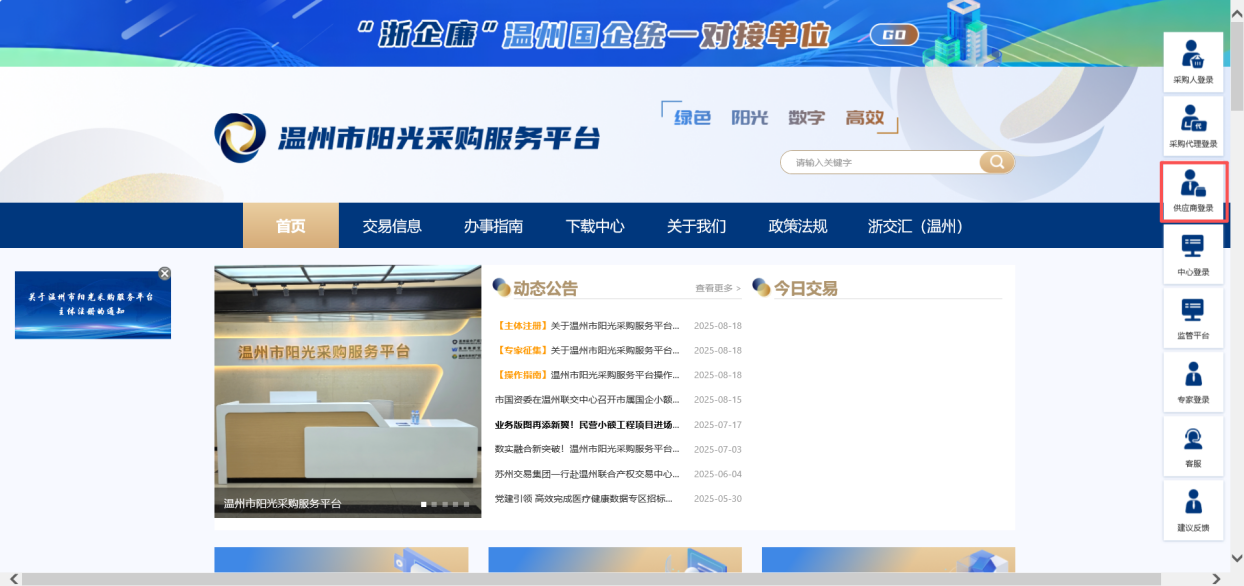 “浙企廉”温州国企统一对接单位 GO
温州市阳光采购服务平台
绿色 阳光 数字 高效
请输入关键字
首页 交易信息 办事指南 下载中心 关于我们 政策法规 浙交汇（温州）
采购人登录
采购代理登录
供应商登录
中心登录
监管平台
专家登录
客服
建议反馈
关于温州市阳光采购服务平台
主体注册的通知
温州市阳光采购服务平台
温州市阳光采购服务平台
动态公告 查看更多 >
【主体注册】关于温州市阳光采购服务平台... 2025-08-18
【专家征集】关于温州市阳光采购服务平台... 2025-08-18
【操作指南】温州市阳光采购服务平台操作... 2025-08-18
市国资委在温州联交中心召开市属国企小额... 2025-08-15
业务版图再添新翼！民营小额工程项目进场... 2025-07-17
数实融合新突破！温州市阳光采购服务平台... 2025-07-03
苏州交易集团一行赴温州联合产权交易中心... 2025-06-04
党建引领 高效完成医疗健康数据专区招标... 2025-05-30
今日交易